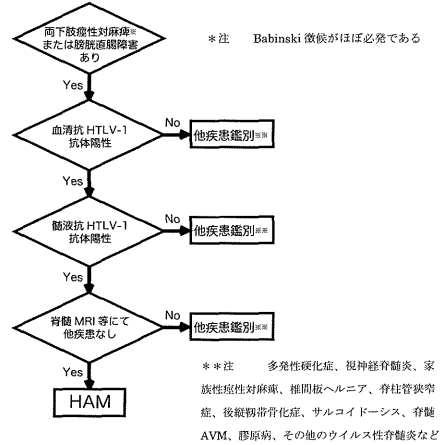 両下肢痙性対麻痺※
または膀胱直腸障害
あり
＊注 Babinski 徴候がほぼ必発である
Yes
血清抗 HTLV-1
抗体陽性
No
他疾患鑑別※※
Yes
髄液抗 HTLV-1
抗体陽性
No
他疾患鑑別※※
Yes
脊髄 MRI 等にて
他疾患なし
No
他疾患鑑別※※
Yes
HAM
＊＊注 多発性硬化症、視神経脊髄炎、家
族性痙性対麻痺、椎間板ヘルニア、脊柱管狭窄
症、後縦靭帯骨化症、サルコイドーシス、脊髄
AVM、膠原病、その他のウイルス性脊髄炎など